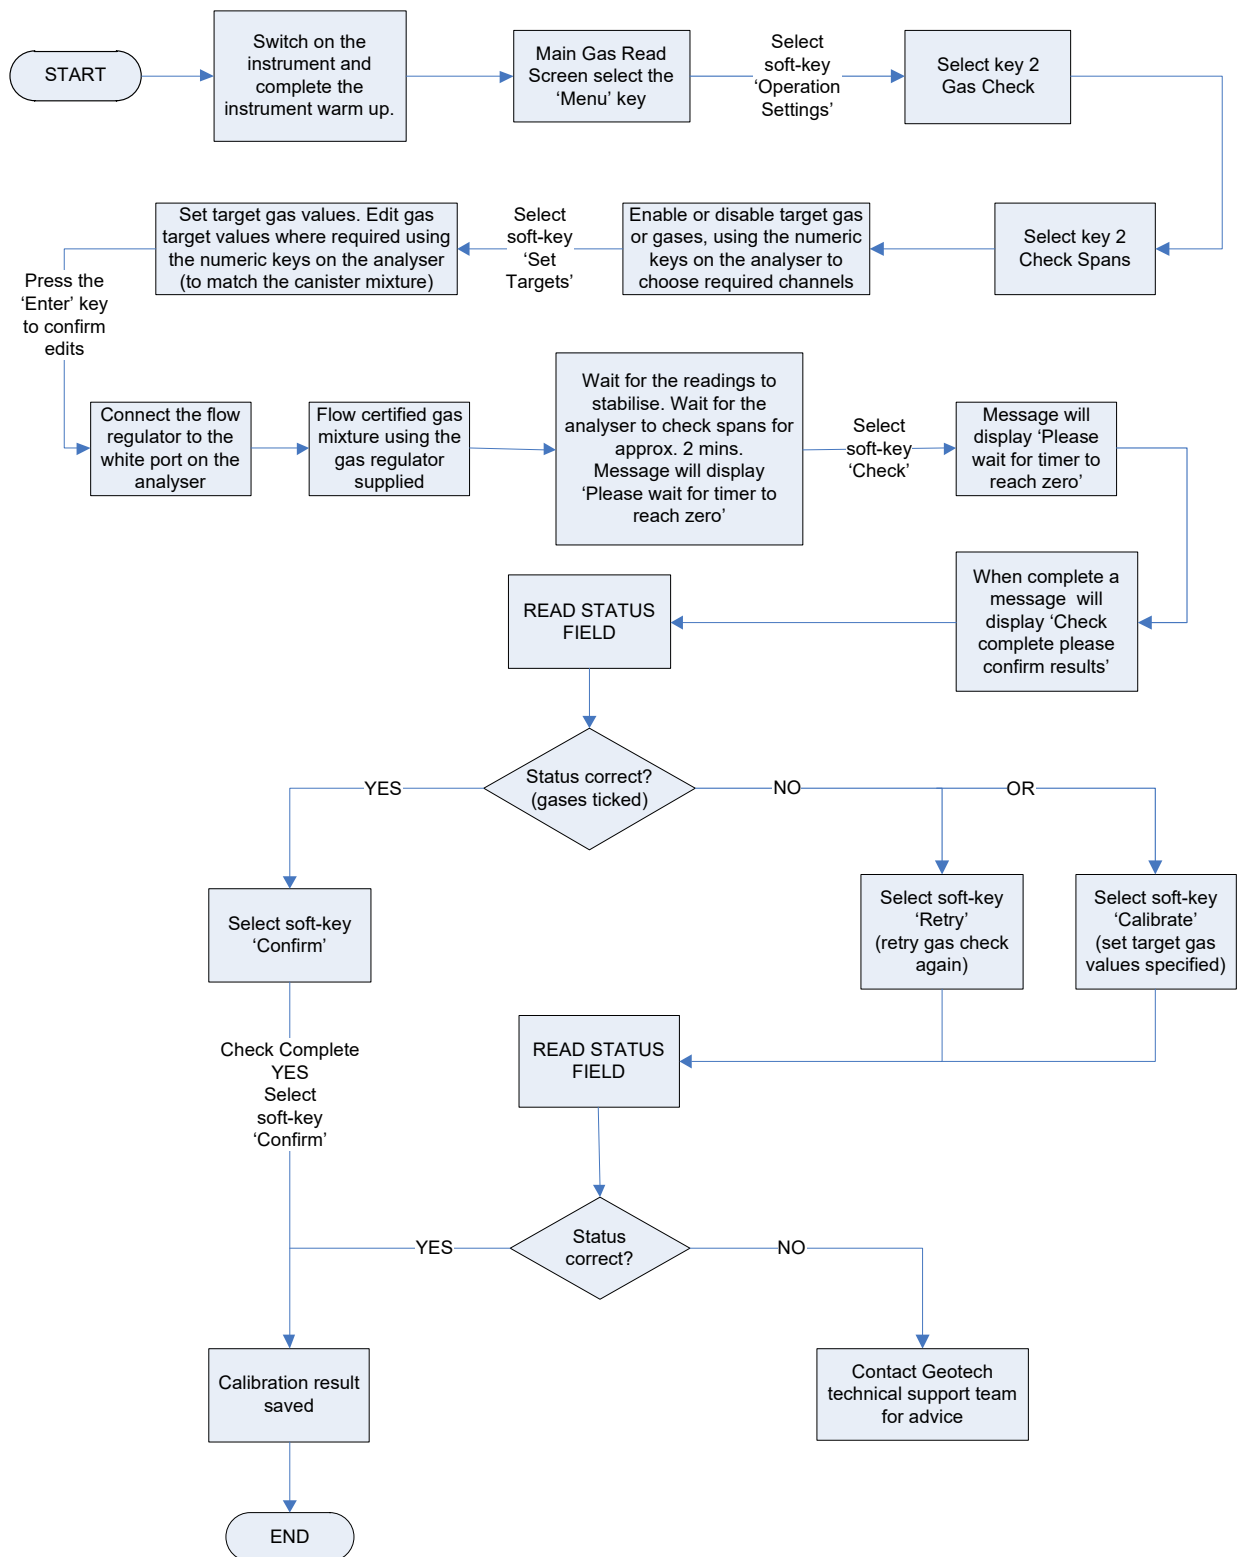 START
Switch on the
instrument and
complete the
instrument warm up.
Main Gas Read
Screen select the
‘Menu’ key
Select
soft-key
‘Operation
Settings’
Select key 2
Gas Check
Select key 2
Check Spans
Enable or disable target gas
or gases, using the numeric
keys on the analyser to
choose required channels
Select
soft-key
‘Set
Targets’
Set target gas values. Edit gas
target values where required using
the numeric keys on the analyser
(to match the canister mixture)
Press the
‘Enter’ key
to confirm
edits
Connect the flow
regulator to the
white port on the
analyser
Flow certified gas
mixture using the
gas regulator
supplied
Wait for the readings to
stabilise. Wait for the
analyser to check spans for
approx. 2 mins.
Message will display
‘Please wait for timer to
reach zero’
Select
soft-key
‘Check’
Message will
display ‘Please
wait for timer to
reach zero’
When complete a
message  will
display ‘Check
complete please
confirm results’
READ STATUS
FIELD
Status correct?
(gases ticked)
YES
NO
OR
Select soft-key
‘Confirm’
Select soft-key
‘Retry’
(retry gas check
again)
Select soft-key
‘Calibrate’
(set target gas
values specified)
Check Complete
YES
Select
soft-key
‘Confirm’
READ STATUS
FIELD
Status
correct?
YES
NO
Calibration result
saved
Contact Geotech
technical support team
for advice
END